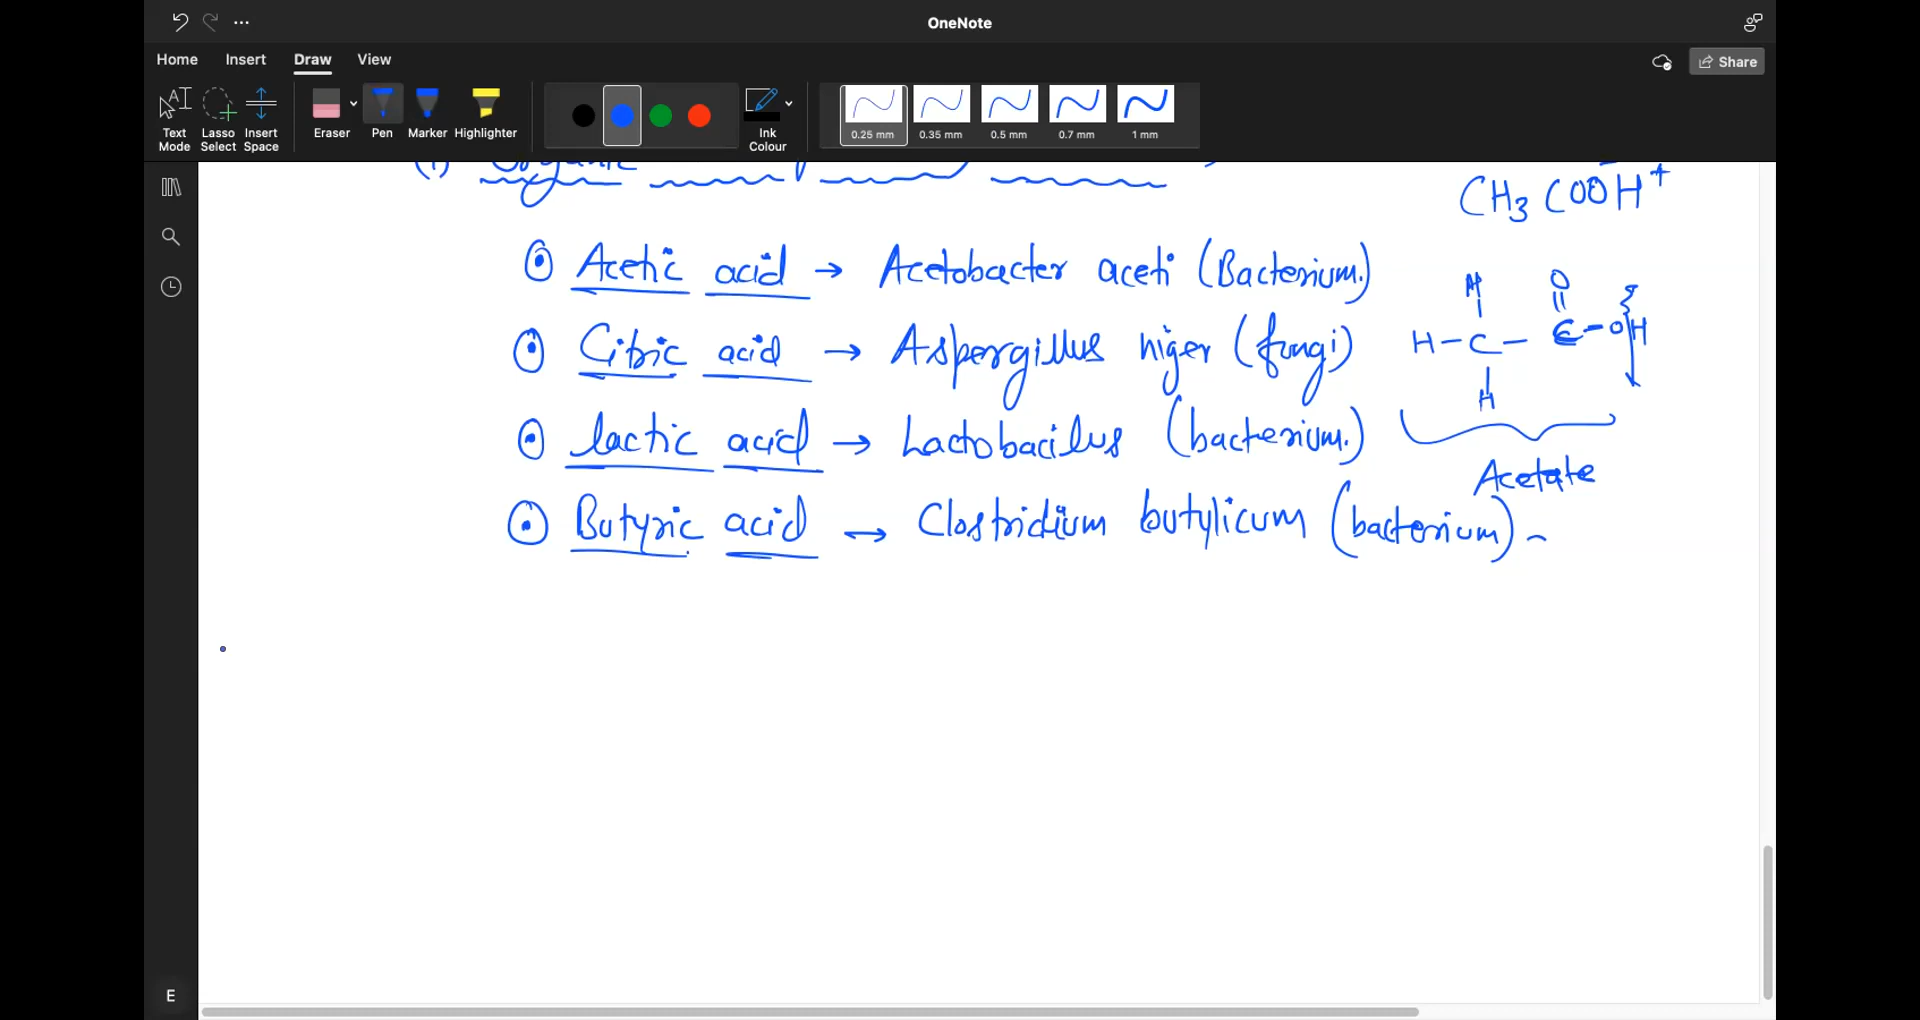 OneNote
Home Insert Draw View
Share
Text Mode Lasso Select Insert Space Eraser Pen Marker Highlighter Ink Colour 0.25 mm 0.35 mm 0.5 mm 0.7 mm 1 mm
(i) Organic
CH3 COOH+
⊙ Acetic acid → Acetobacter aceti (Bacterium.)
⊙ Citric acid → Aspergillus niger (fungi)
⊙ lactic acid → Lactobacilus (bacterium.)
⊙ Butyric acid → Clostridium butylicum (bacterium)
H O
H-C-C-OH
H
Acetate
E